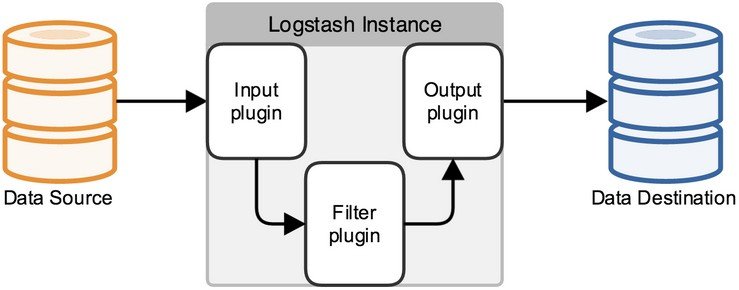 Logstash Instance
Input
plugin
Output
plugin
Filter
plugin
Data Source
Data Destination